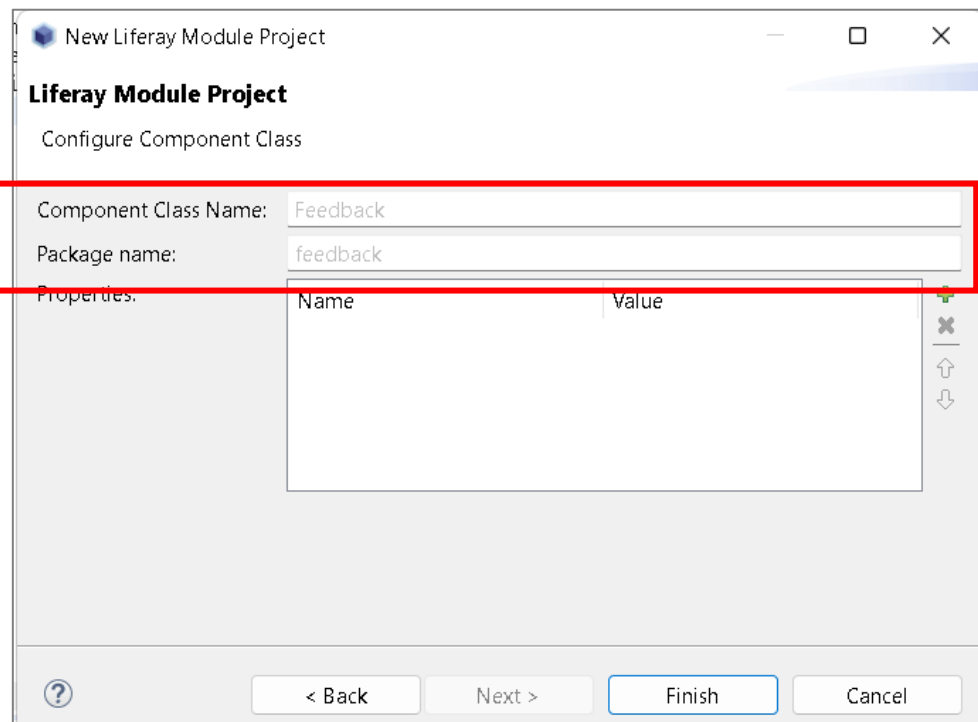 New Liferay Module Project
Liferay Module Project
Configure Component Class
Component Class Name: Feedback
Package name: feedback
Properties:
Name Value
< Back Next > Finish Cancel